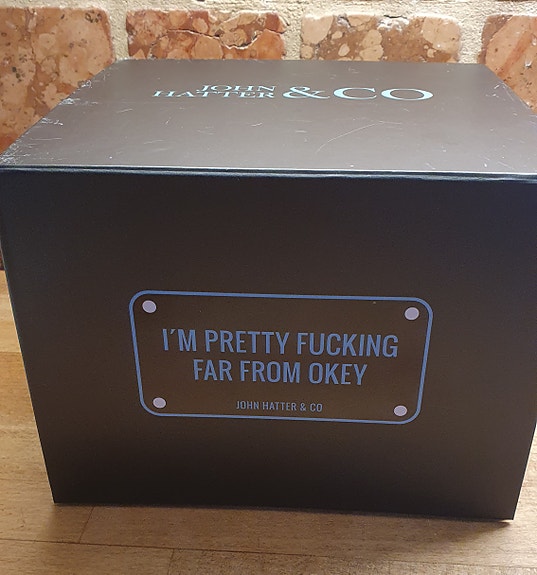 JOHN
HATTER &CO
I´M PRETTY FUCKING
FAR FROM OKEY
JOHN HATTER & CO